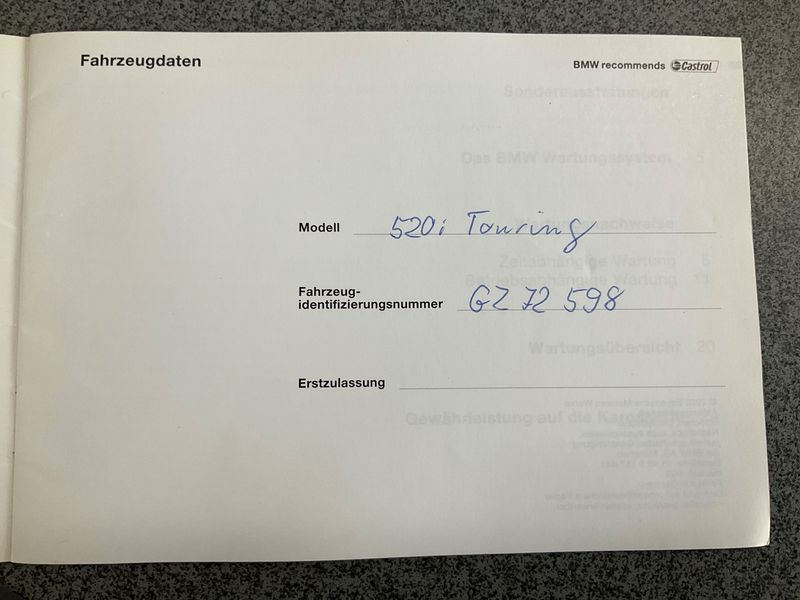 Fahrzeugdaten
BMW recommends Castrol
Modell 520i Touring
Fahrzeug-
identifizierungsnummer GZ 72 598
Erstzulassung